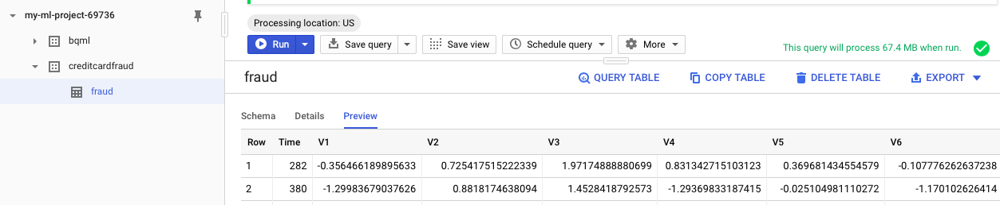 my-ml-project-69736
bqml
creditcardfraud
fraud
Processing location: US
Run Save query Save view Schedule query More
This query will process 67.4 MB when run.
fraud QUERY TABLE COPY TABLE DELETE TABLE EXPORT
Schema Details Preview
Row Time V1 V2 V3 V4 V5 V6
1 282 -0.356466189895633 0.725417515222339 1.97174888880699 0.831342715103123 0.369681434554579 -0.107776262637238
2 380 -1.29983679037626 0.8818174638094 1.4528418792573 -1.29369833187415 -0.025104981110272 -1.170102626414